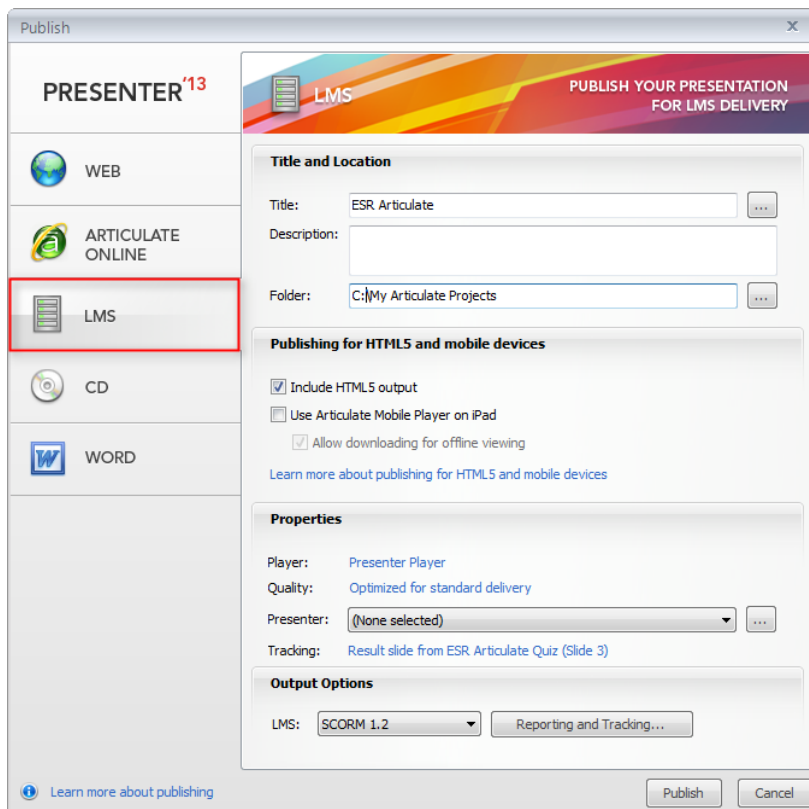 Publish
PRESENTER'13
WEB
ARTICULATE
ONLINE
LMS
CD
WORD
LMS
PUBLISH YOUR PRESENTATION
FOR LMS DELIVERY
Title and Location
Title: ESR Articulate ...
Description:
Folder: C:\My Articulate Projects ...
Publishing for HTML5 and mobile devices
Include HTML5 output
Use Articulate Mobile Player on iPad
Allow downloading for offline viewing
Learn more about publishing for HTML5 and mobile devices
Properties
Player: Presenter Player
Quality: Optimized for standard delivery
Presenter: (None selected) ...
Tracking: Result slide from ESR Articulate Quiz (Slide 3)
Output Options
LMS: SCORM 1.2 Reporting and Tracking...
Learn more about publishing
Publish Cancel